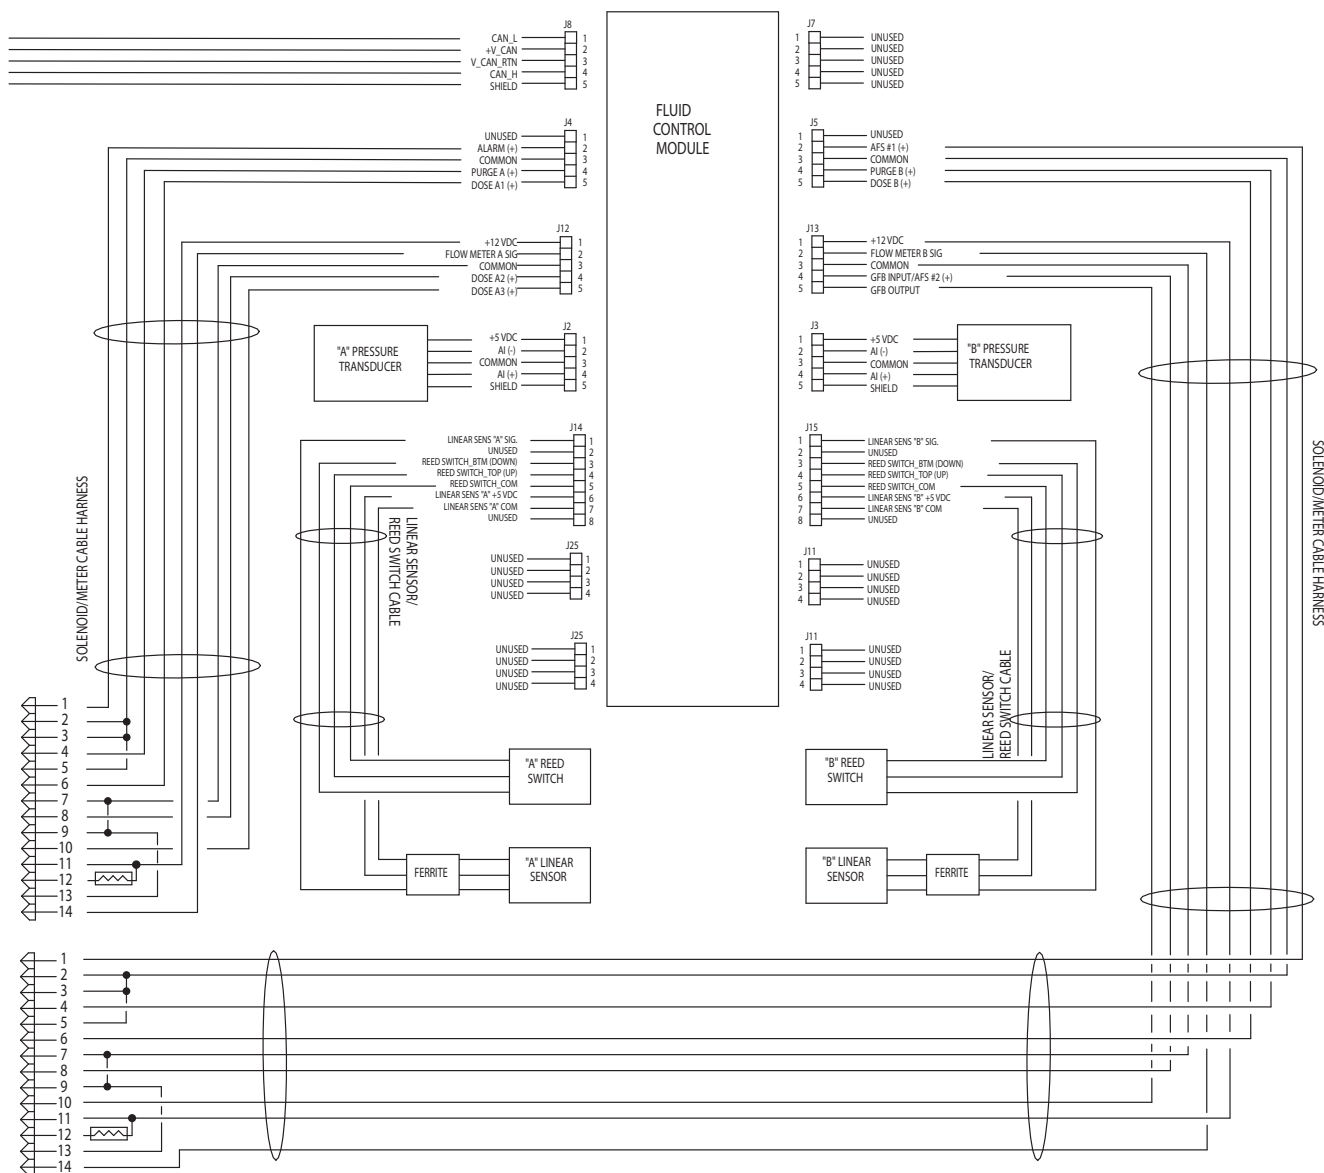 J8
CAN_L 1
+V_CAN 2
V_CAN_RTN 3
CAN_H 4
SHIELD 5
J4
UNUSED 1
ALARM (+) 2
COMMON 3
PURGE A (+) 4
DOSE A1 (+) 5
J12
+12 VDC 1
FLOW METER A SIG 2
COMMON 3
DOSE A2 (+) 4
DOSE A3 (+) 5
"A" PRESSURE
TRANSDUCER
J2
+5 VDC 1
AI (-) 2
COMMON 3
AI (+) 4
SHIELD 5
J14
LINEAR SENS "A" SIG. 1
UNUSED 2
REED SWITCH_BTM (DOWN) 3
REED SWITCH_TOP (UP) 4
REED SWITCH_COM 5
LINEAR SENS "A" +5 VDC 6
LINEAR SENS "A" COM 7
UNUSED 8
J25
UNUSED 1
UNUSED 2
UNUSED 3
UNUSED 4
J25
UNUSED 1
UNUSED 2
UNUSED 3
UNUSED 4
FLUID
CONTROL
MODULE
J7
1 UNUSED
2 UNUSED
3 UNUSED
4 UNUSED
5 UNUSED
J5
1 UNUSED
2 AFS #1 (+)
3 COMMON
4 PURGE B (+)
5 DOSE B (+)
J13
1 +12 VDC
2 FLOW METER B SIG
3 COMMON
4 GFB INPUT/AFS #2 (+)
5 GFB OUTPUT
J3
1 +5 VDC
2 AI (-)
3 COMMON
4 AI (+)
5 SHIELD
"B" PRESSURE
TRANSDUCER
J15
1 LINEAR SENS "B" SIG.
2 UNUSED
3 REED SWITCH_BTM (DOWN)
4 REED SWITCH_TOP (UP)
5 REED SWITCH_COM
6 LINEAR SENS "B" +5 VDC
7 LINEAR SENS "B" COM
8 UNUSED
J11
1 UNUSED
2 UNUSED
3 UNUSED
4 UNUSED
J11
1 UNUSED
2 UNUSED
3 UNUSED
4 UNUSED
SOLENOID/METER CABLE HARNESS
LINEAR SENSOR/
REED SWITCH CABLE
LINEAR SENSOR/
REED SWITCH CABLE
SOLENOID/METER CABLE HARNESS
"A" REED
SWITCH
"B" REED
SWITCH
FERRITE
"A" LINEAR
SENSOR
"B" LINEAR
SENSOR
FERRITE
1
2
3
4
5
6
7
8
9
10
11
12
13
14
1
2
3
4
5
6
7
8
9
10
11
12
13
14